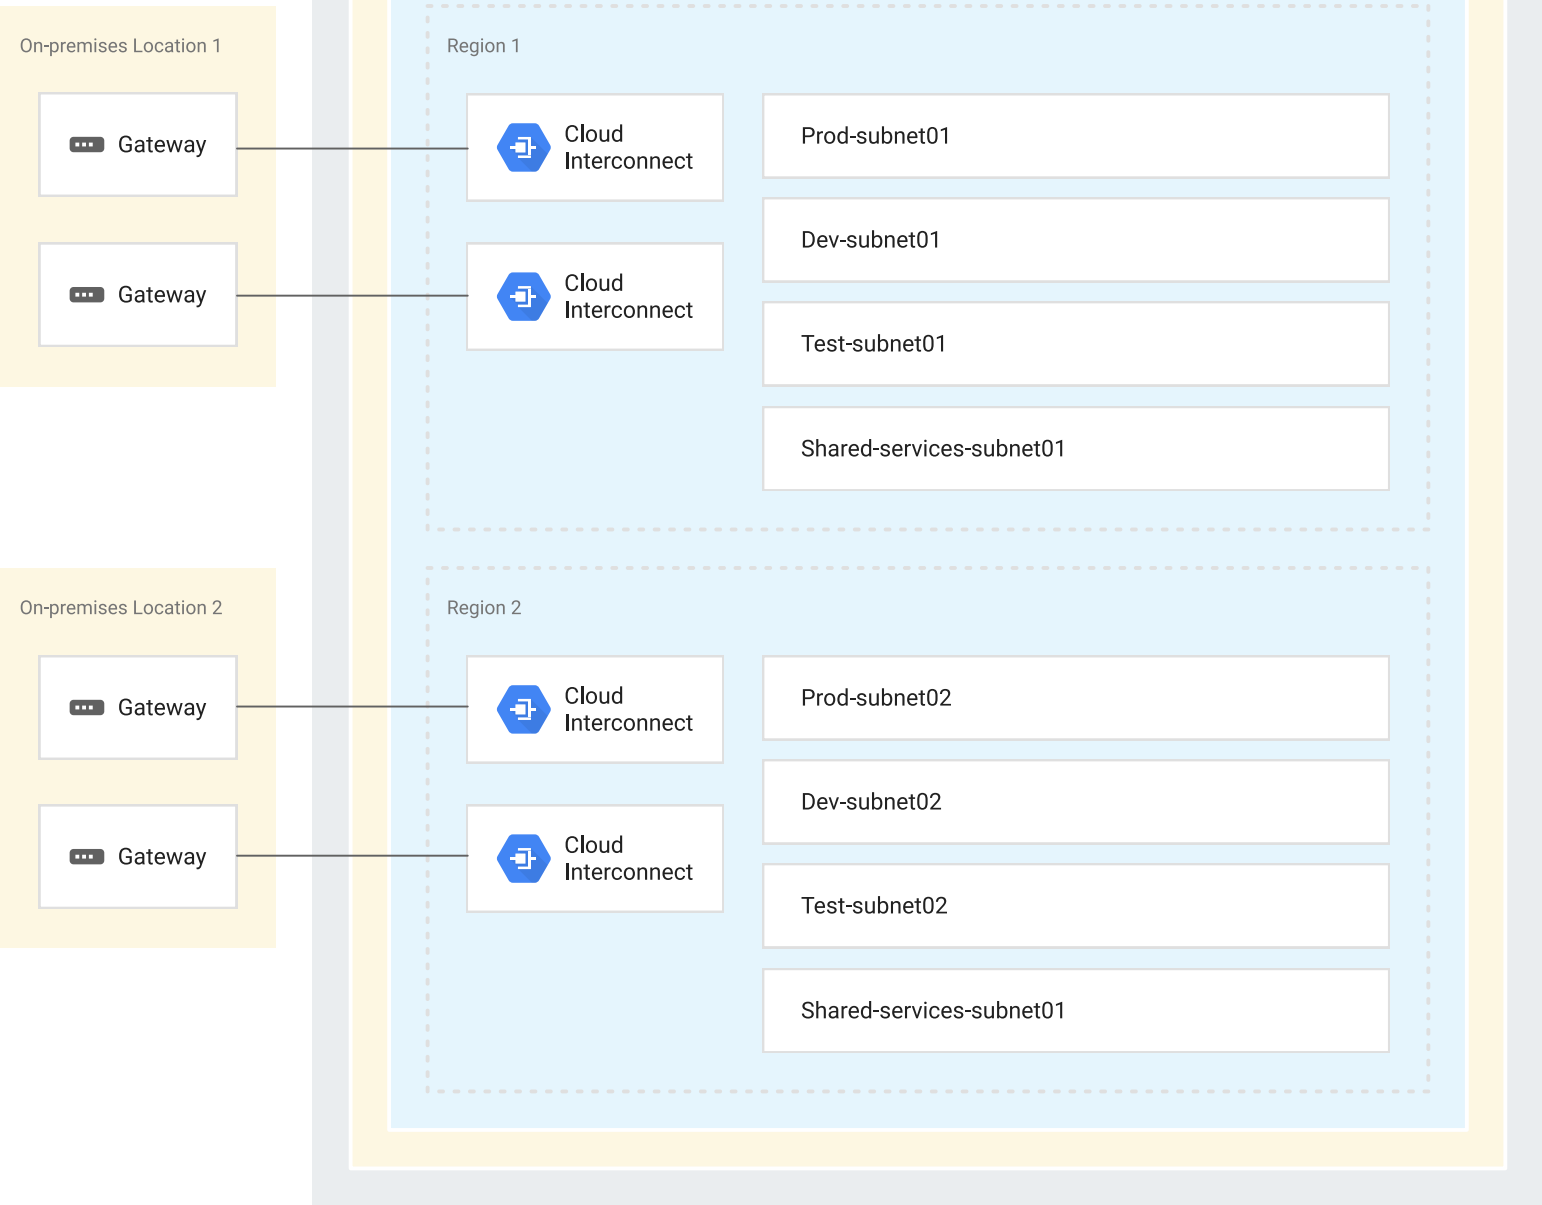 On-premises Location 1
Gateway
Gateway
Region 1
Cloud
Interconnect
Cloud
Interconnect
Prod-subnet01
Dev-subnet01
Test-subnet01
Shared-services-subnet01
On-premises Location 2
Gateway
Gateway
Region 2
Cloud
Interconnect
Cloud
Interconnect
Prod-subnet02
Dev-subnet02
Test-subnet02
Shared-services-subnet01